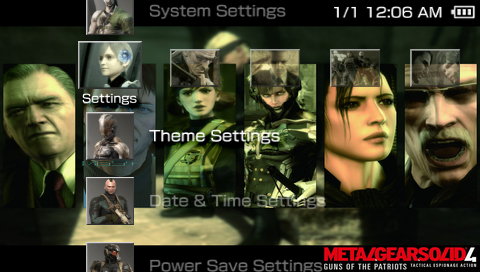 System Settings
1/1 12:06 AM
Settings
Theme Settings
Date & Time Settings
METAL GEAR SOLID 4
GUNS OF THE PATRIOTS TACTICAL ESPIONAGE ACTION
Power Save Settings